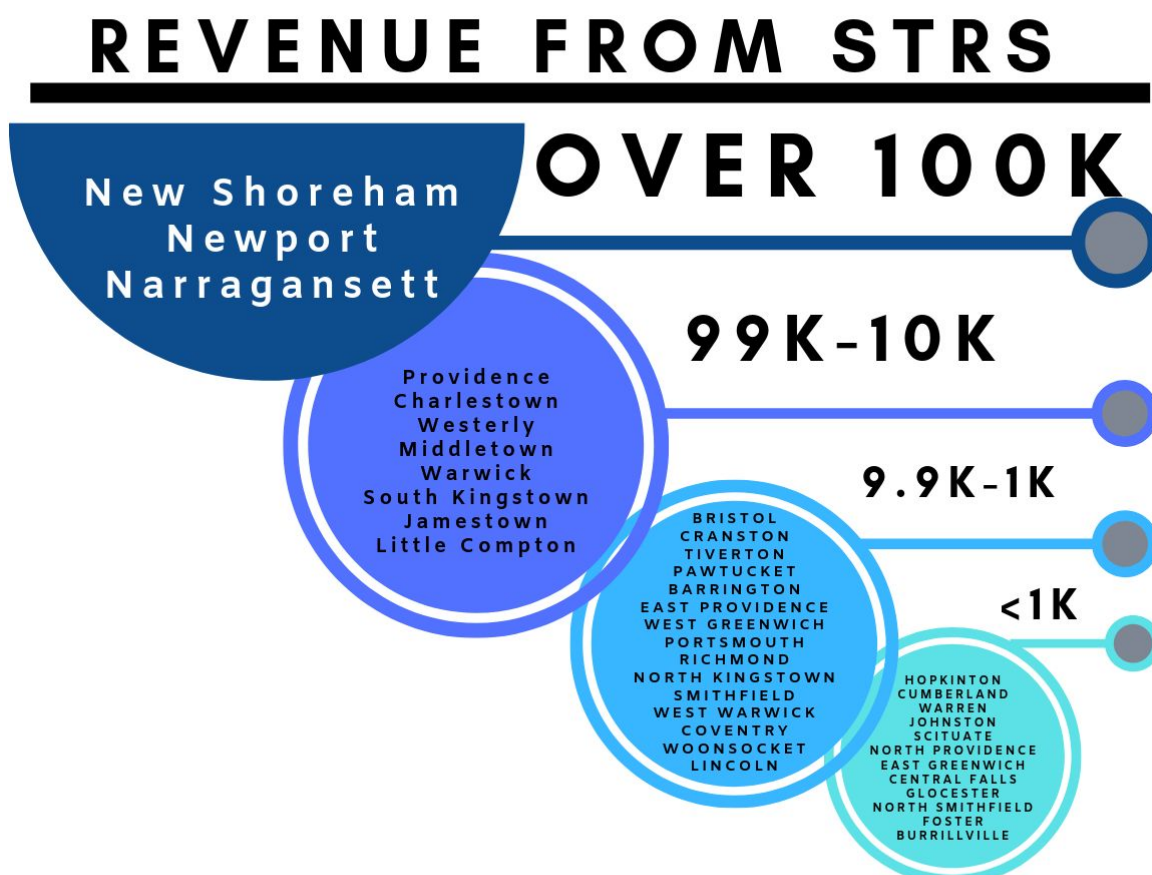 REVENUE FROM STRS
OVER 100K
New Shoreham
Newport
Narragansett
99K-10K
Providence
Charlestown
Westerly
Middletown
Warwick
South Kingstown
Jamestown
Little Compton
9.9K-1K
BRISTOL
CRANSTON
TIVERTON
PAWTUCKET
BARRINGTON
EAST PROVIDENCE
WEST GREENWICH
PORTSMOUTH
RICHMOND
NORTH KINGSTOWN
SMITHFIELD
WEST WARWICK
COVENTRY
WOONSOCKET
LINCOLN
<1K
HOPKINTON
CUMBERLAND
WARREN
JOHNSTON
SCITUATE
NORTH PROVIDENCE
EAST GREENWICH
CENTRAL FALLS
GLOCESTER
NORTH SMITHFIELD
FOSTER
BURRILLVILLE